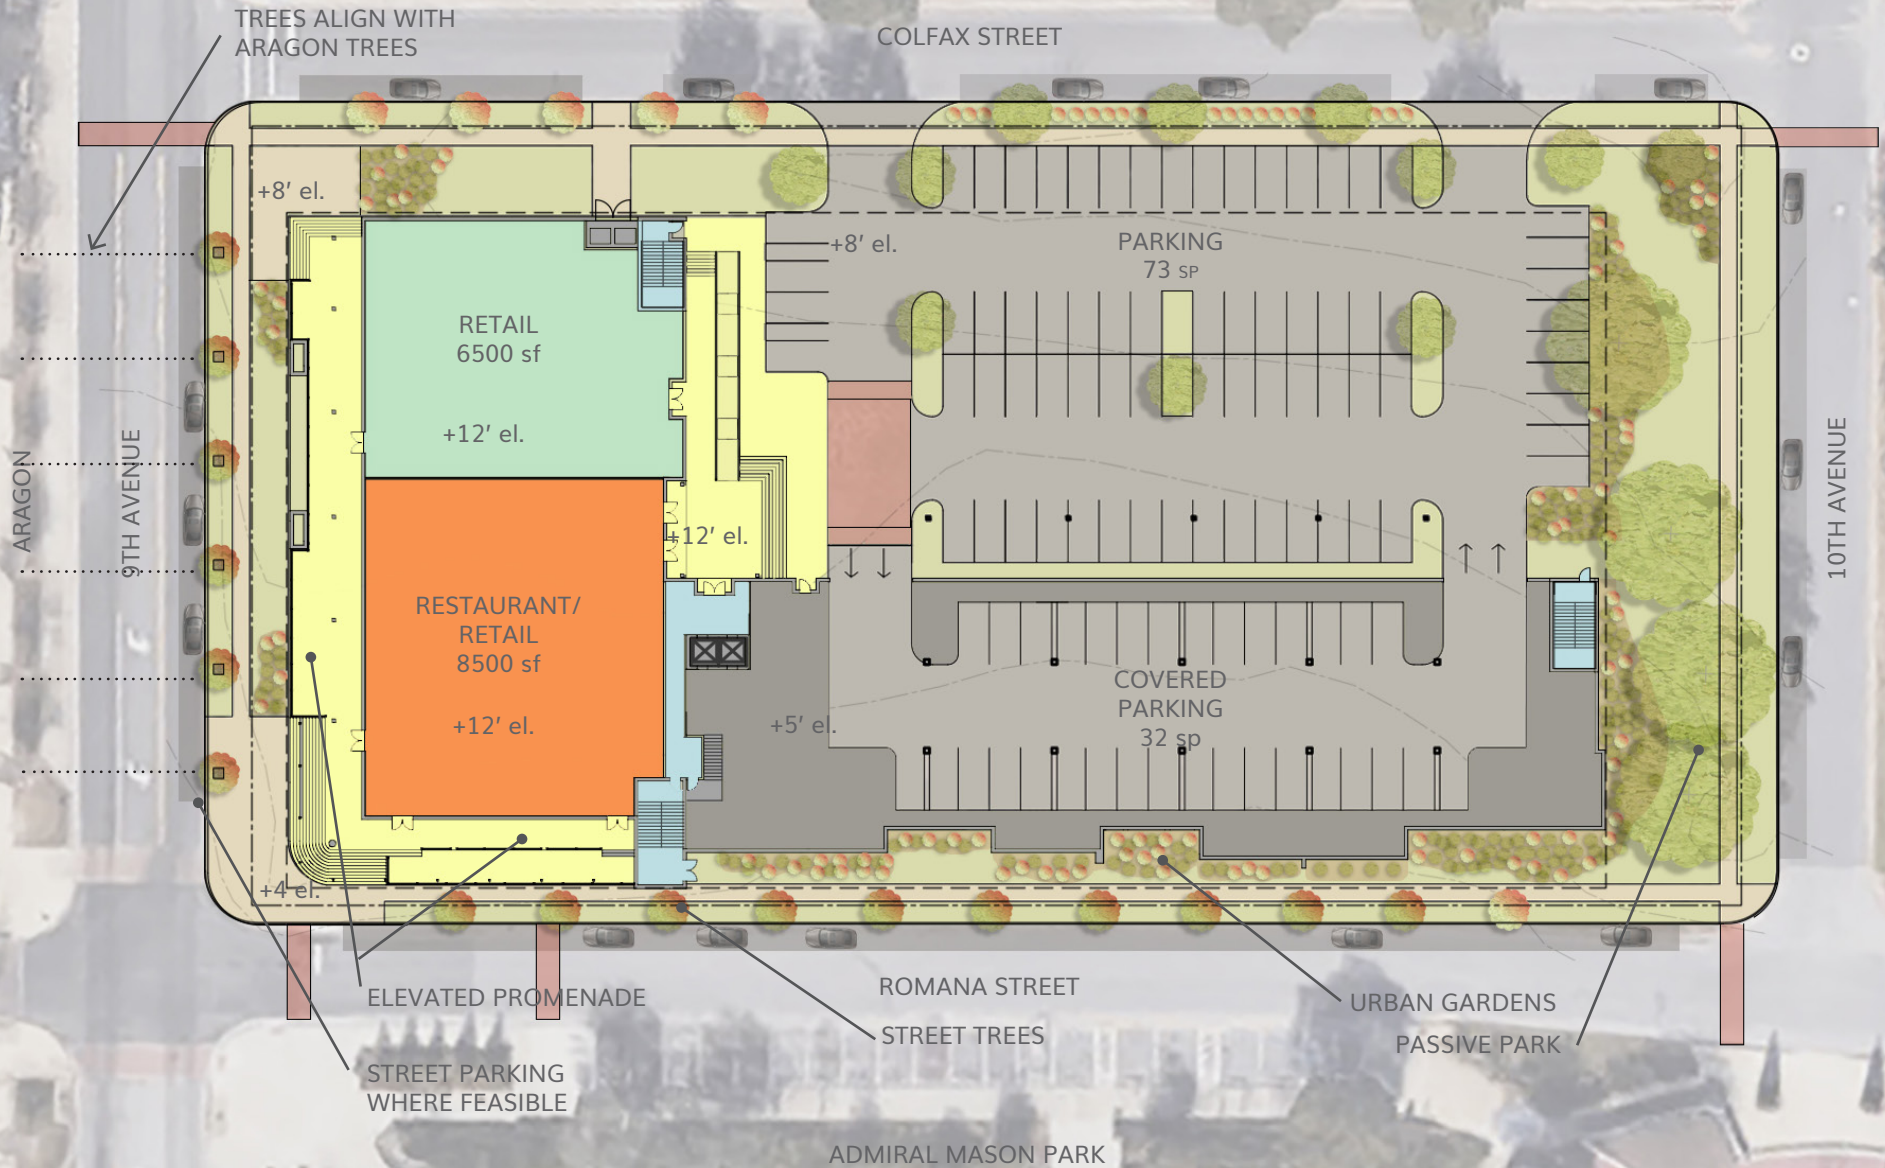 TREES ALIGN WITH
ARAGON TREES
COLFAX STREET
+8' el.
+8' el.
PARKING
73 SP
RETAIL
6500 sf
+12' el.
ARAGON
9TH AVENUE
10TH AVENUE
+12' el.
RESTAURANT/
RETAIL
8500 sf
+12' el.
+5' el.
COVERED
PARKING
32 sp
+4' el.
ELEVATED PROMENADE
ROMANA STREET
STREET TREES
URBAN GARDENS
PASSIVE PARK
STREET PARKING
WHERE FEASIBLE
ADMIRAL MASON PARK